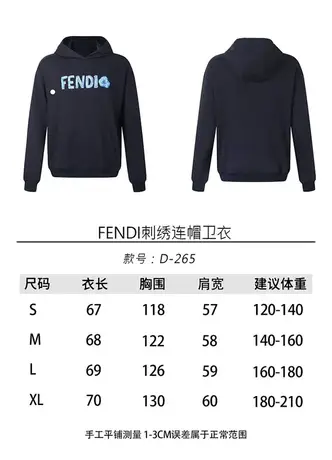 FENDI
FENDI刺绣连帽卫衣
款号：D-265
尺码 衣长 胸围 肩宽 建议体重
S 67 118 57 120-140
M 68 122 58 140-160
L 69 126 59 160-180
XL 70 130 60 180-210
手工平铺测量 1-3CM误差属于正常范围